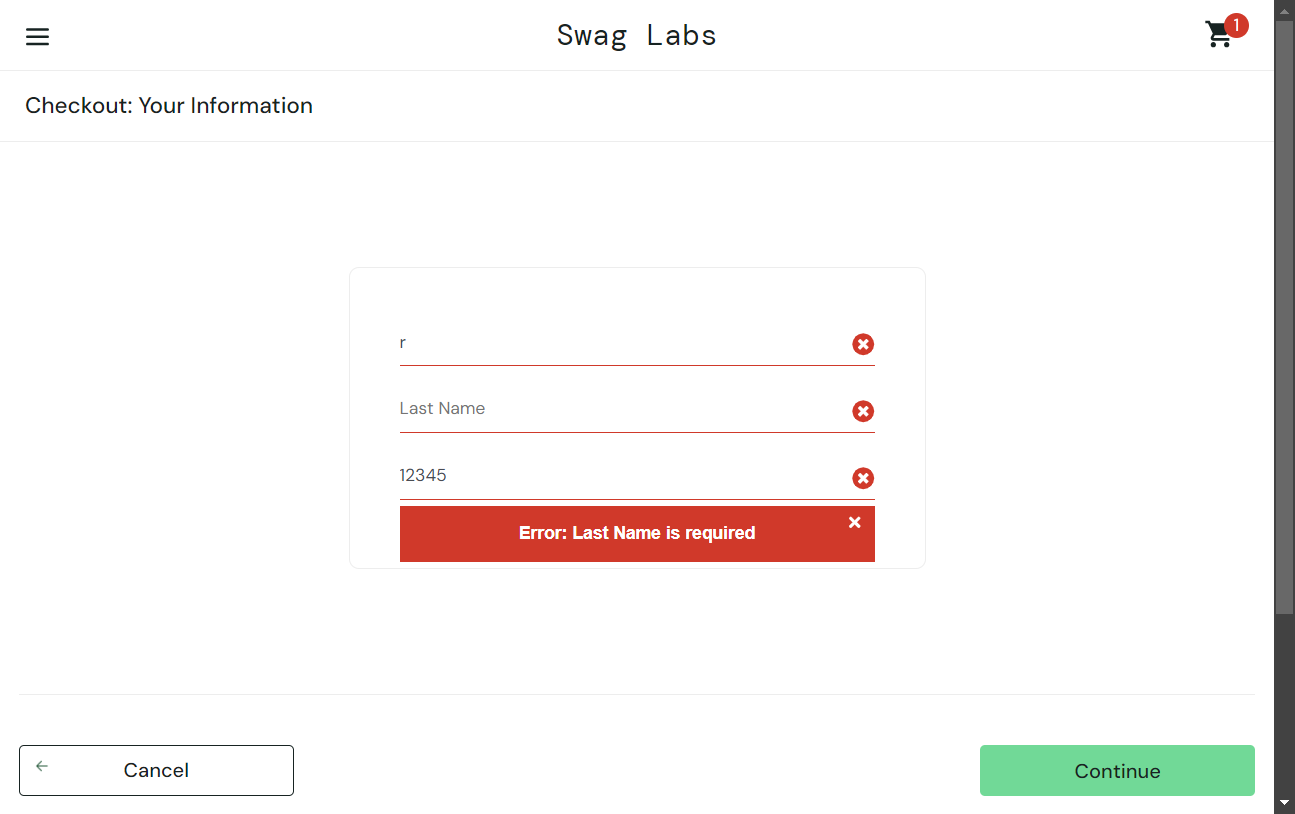 Swag Labs
1
Checkout: Your Information
r
Last Name
12345
Error: Last Name is required
Cancel
Continue